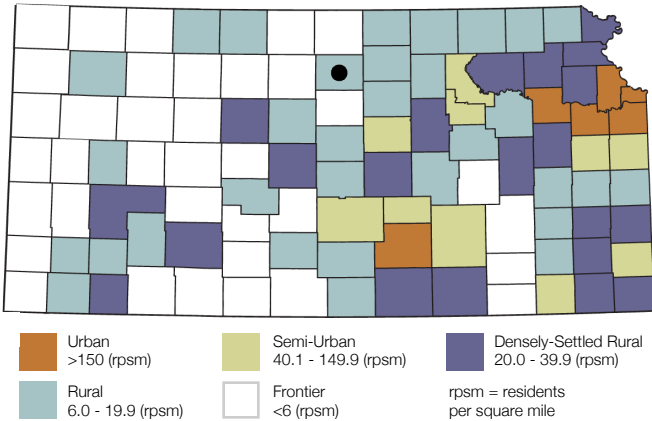 Urban
>150 (rpsm)
Semi-Urban
40.1 - 149.9 (rpsm)
Densely-Settled Rural
20.0 - 39.9 (rpsm)
Rural
6.0 - 19.9 (rpsm)
Frontier
<6 (rpsm)
rpsm = residents
per square mile